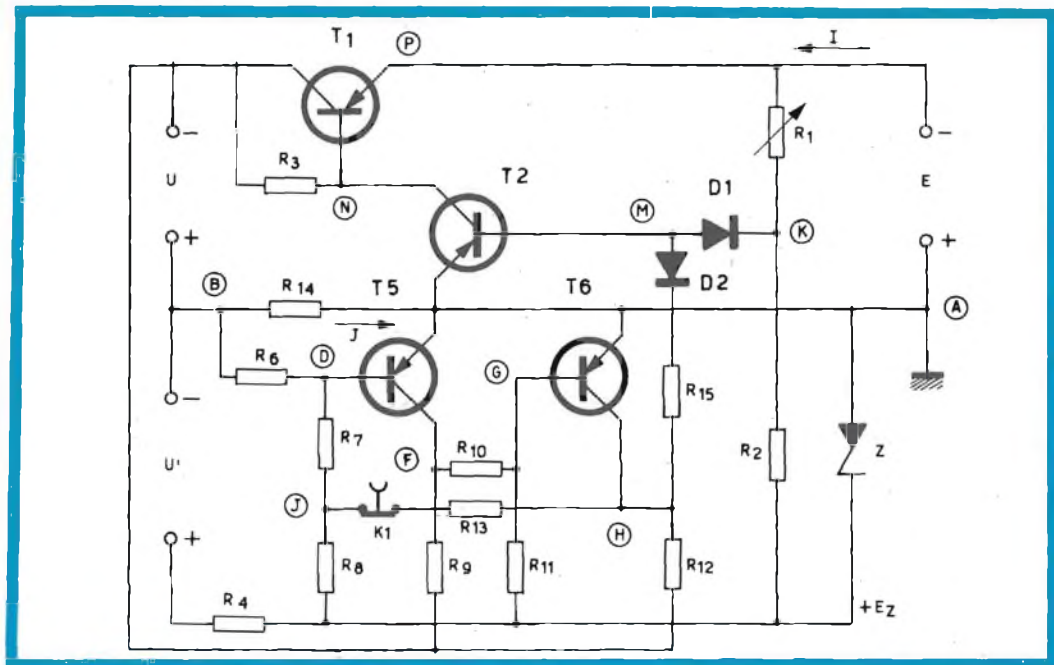 T1 P I
− R1 −
U R3 T2 D1 E
N M K
+ D2 +
B R14 T5 T6 A
J
R6 D G
R15
R7 R10 R2 Z
U' F
J K1 R13 H
+
R8 R9 R11 R12
R4 +EZ